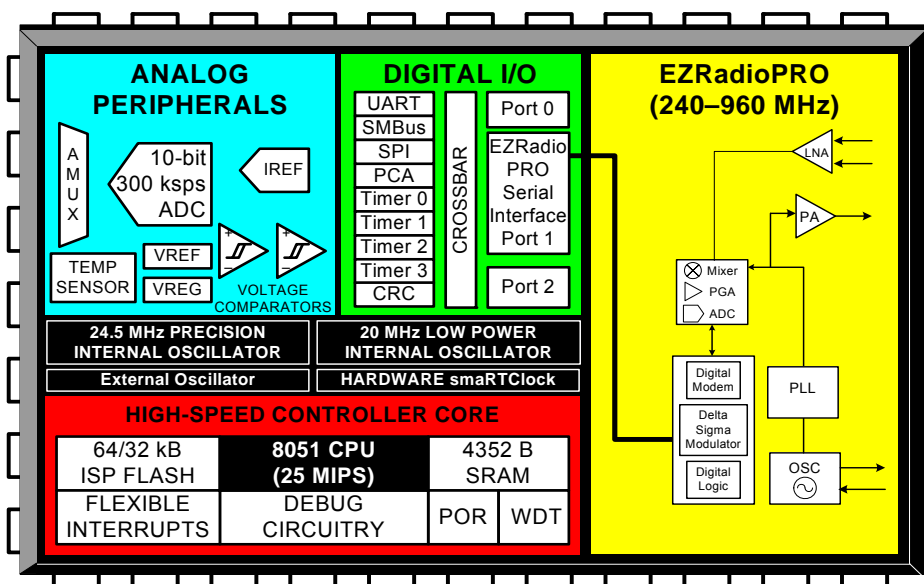 ANALOG
PERIPHERALS
A
M
U
X
10-bit
300 ksps
ADC
IREF
TEMP
SENSOR
VREF
VREG
+
–
+
–
VOLTAGE
COMPARATORS
DIGITAL I/O
UART
SMBus
SPI
PCA
Timer 0
Timer 1
Timer 2
Timer 3
CRC
CROSSBAR
Port 0
EZRadio
PRO
Serial
Interface
Port 1
Port 2
EZRadioPRO
(240–960 MHz)
LNA
PA
Mixer
PGA
ADC
Digital
Modem
Delta
Sigma
Modulator
Digital
Logic
PLL
OSC
24.5 MHz PRECISION
INTERNAL OSCILLATOR
20 MHz LOW POWER
INTERNAL OSCILLATOR
External Oscillator
HARDWARE smaRTClock
HIGH-SPEED CONTROLLER CORE
64/32 kB
ISP FLASH
8051 CPU
(25 MIPS)
4352 B
SRAM
FLEXIBLE
INTERRUPTS
DEBUG
CIRCUITRY
POR
WDT